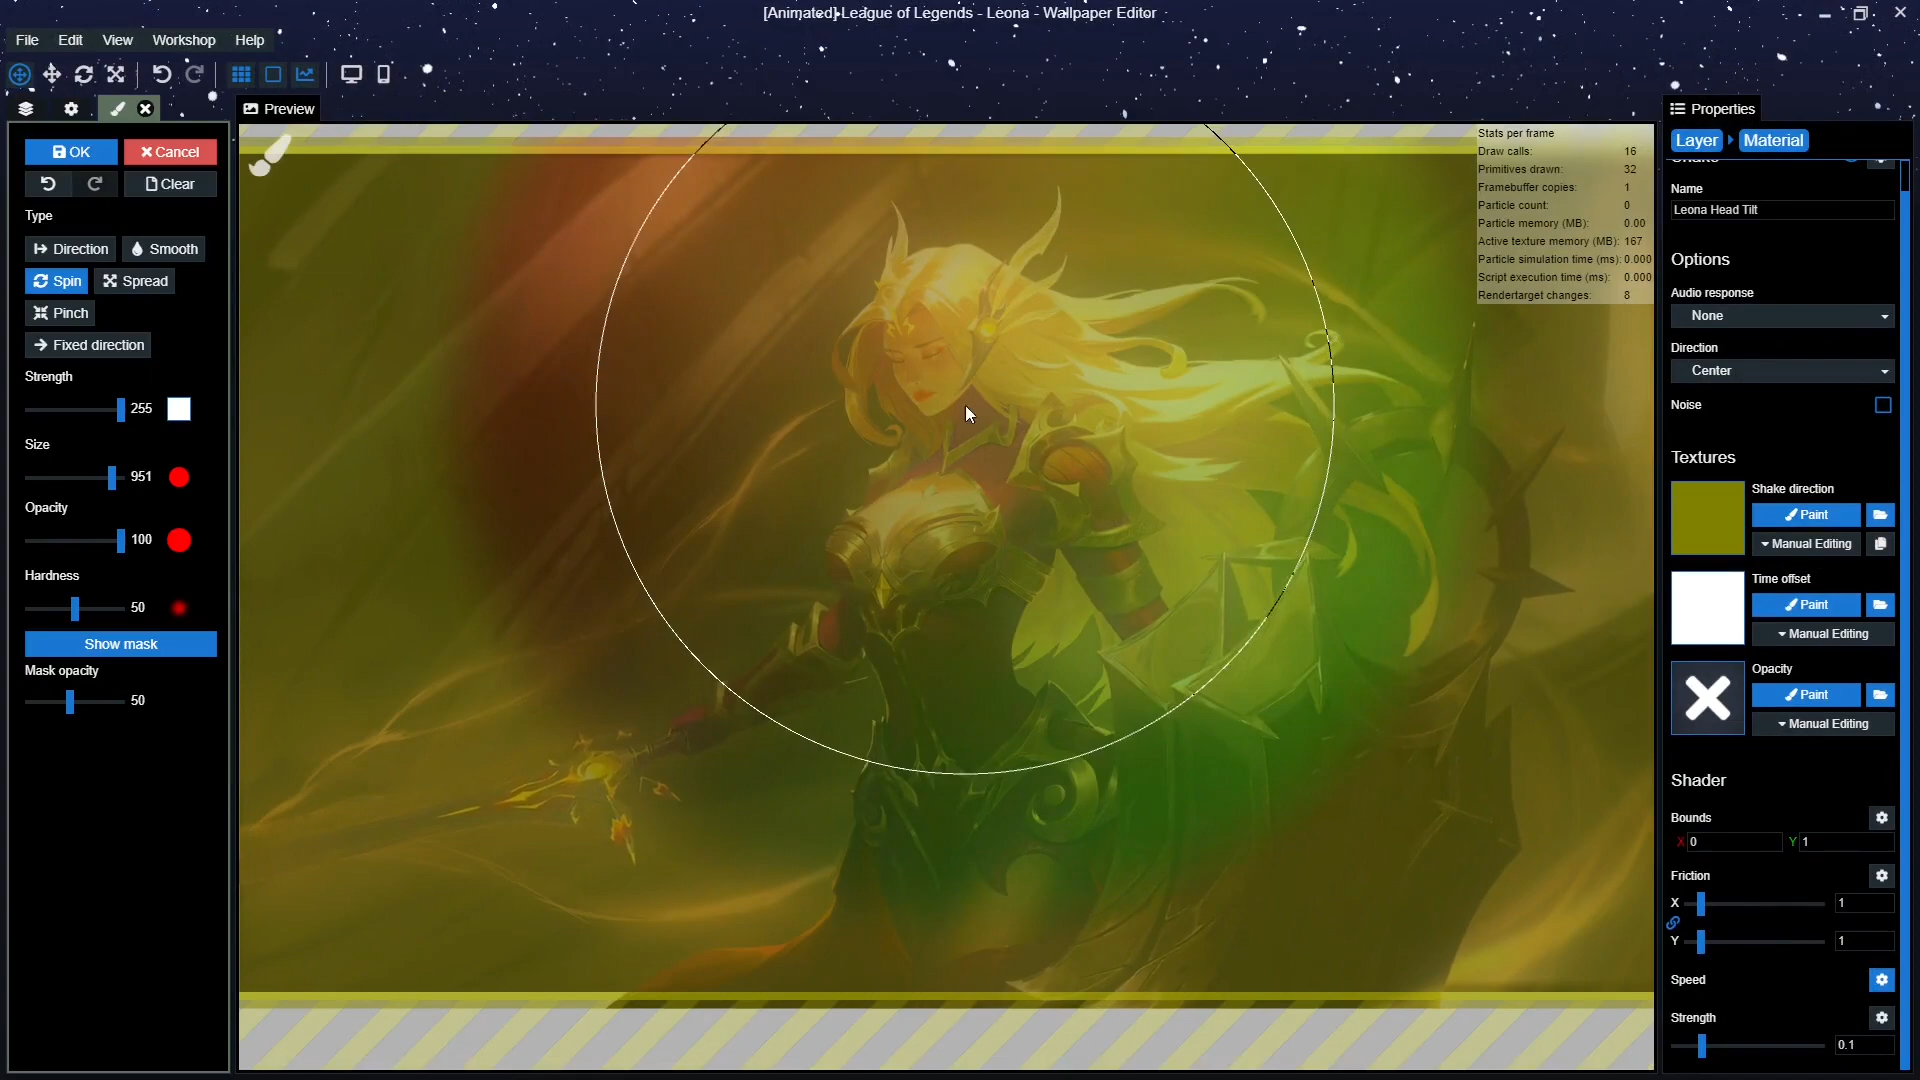 [Animated] League of Legends - Leona - Wallpaper Editor
File Edit View Workshop Help
Preview
Properties
OK Cancel
Clear
Type
Direction Smooth
Spin Spread
Pinch
Fixed direction
Strength
255
Size
951
Opacity
100
Hardness
50
Show mask
Mask opacity
50
Stats per frame
Draw calls: 16
Primitives drawn: 32
Framebuffer copies: 1
Particle count: 0
Particle memory (MB): 0.00
Active texture memory (MB): 167
Particle simulation time (ms): 0.000
Script execution time (ms): 0.000
Rendertarget changes: 8
Layer Material
Shake
Name
Leona Head Tilt
Options
Audio response
None
Direction
Center
Noise
Textures
Shake direction
Paint
Manual Editing
Time offset
Paint
Manual Editing
Opacity
Paint
Manual Editing
Shader
Bounds
X 0 Y 1
Friction
X 1
Y 1
Speed
Strength
0.1